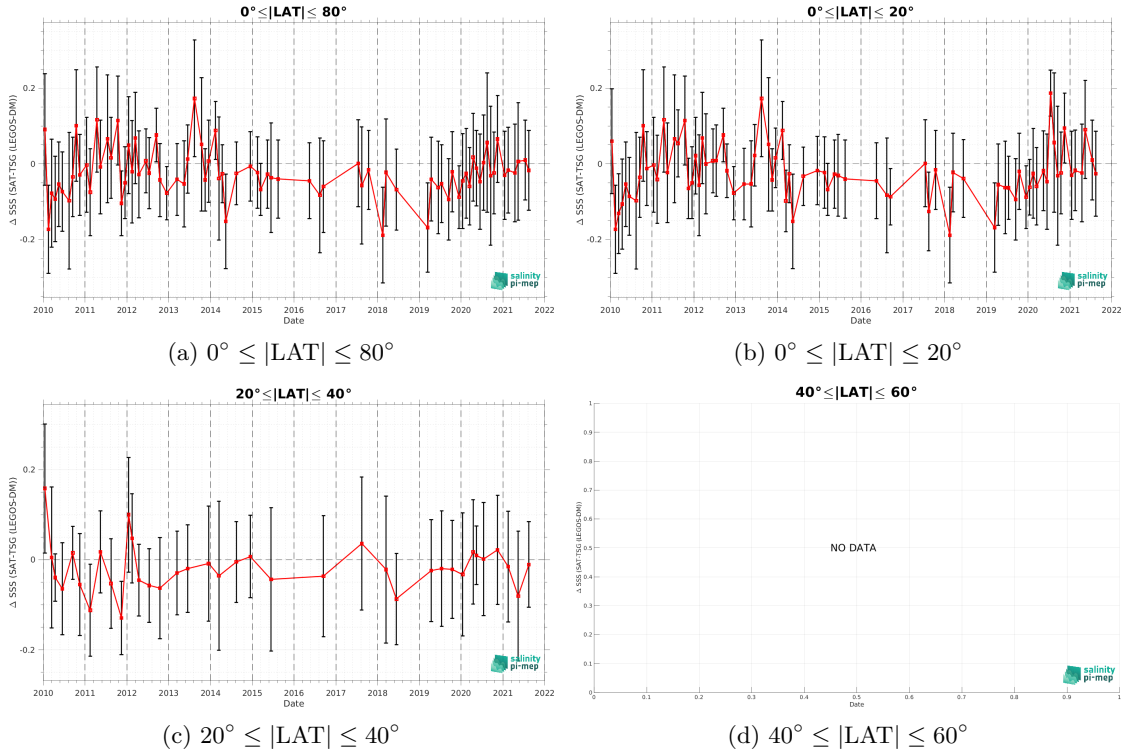 0°≤|LAT|≤ 80°
Δ SSS (SAT-TSG (LEGOS-DM))
0.2
0
-0.2
2010 2011 2012 2013 2014 2015 2016 2017 2018 2019 2020 2021 2022
Date
salinity
pi-mep
(a) 0° ≤ |LAT| ≤ 80°
0°≤|LAT|≤ 20°
Δ SSS (SAT-TSG (LEGOS-DM))
0.2
0
-0.2
2010 2011 2012 2013 2014 2015 2016 2017 2018 2019 2020 2021 2022
Date
salinity
pi-mep
(b) 0° ≤ |LAT| ≤ 20°
20°≤|LAT|≤ 40°
Δ SSS (SAT-TSG (LEGOS-DM))
0.2
0
-0.2
2010 2011 2012 2013 2014 2015 2016 2017 2018 2019 2020 2021 2022
Date
salinity
pi-mep
(c) 20° ≤ |LAT| ≤ 40°
40°≤|LAT|≤ 60°
Δ SSS (SAT-TSG (LEGOS-DM))
1
0.9
0.8
0.7
0.6
0.5
0.4
0.3
0.2
0.1
0
NO DATA
0 0.1 0.2 0.3 0.4 0.5 0.6 0.7 0.8 0.9 1
Date
salinity
pi-mep
(d) 40° ≤ |LAT| ≤ 60°